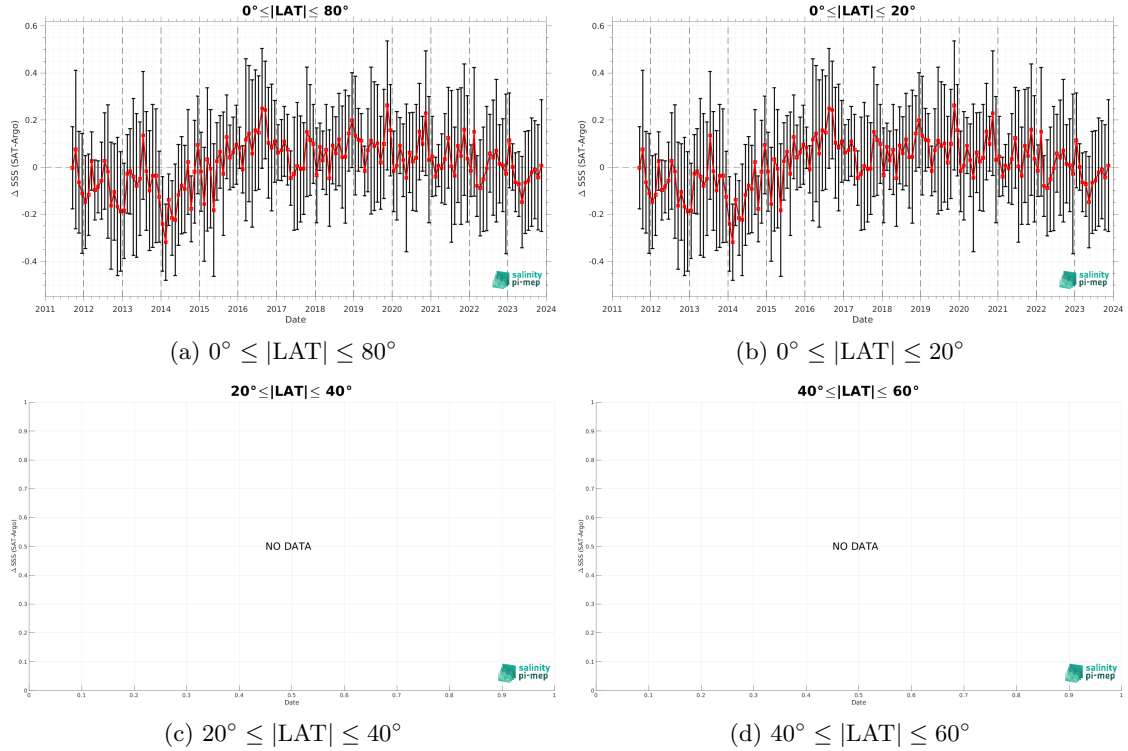 0°≤|LAT|≤ 80°
0.6
0.4
0.2
0
-0.2
-0.4
Δ SSS (SAT-Argo)
2011 2012 2013 2014 2015 2016 2017 2018 2019 2020 2021 2022 2023 2024
Date
salinity
pi-mep
(a) 0° ≤ |LAT| ≤ 80°
0°≤|LAT|≤ 20°
0.6
0.4
0.2
0
-0.2
-0.4
Δ SSS (SAT-Argo)
2011 2012 2013 2014 2015 2016 2017 2018 2019 2020 2021 2022 2023 2024
Date
salinity
pi-mep
(b) 0° ≤ |LAT| ≤ 20°
20°≤|LAT|≤ 40°
1
0.9
0.8
0.7
0.6
0.5
0.4
0.3
0.2
0.1
0
Δ SSS (SAT-Argo)
NO DATA
0 0.1 0.2 0.3 0.4 0.5 0.6 0.7 0.8 0.9 1
Date
salinity
pi-mep
(c) 20° ≤ |LAT| ≤ 40°
40°≤|LAT|≤ 60°
1
0.9
0.8
0.7
0.6
0.5
0.4
0.3
0.2
0.1
0
Δ SSS (SAT-Argo)
NO DATA
0 0.1 0.2 0.3 0.4 0.5 0.6 0.7 0.8 0.9 1
Date
salinity
pi-mep
(d) 40° ≤ |LAT| ≤ 60°